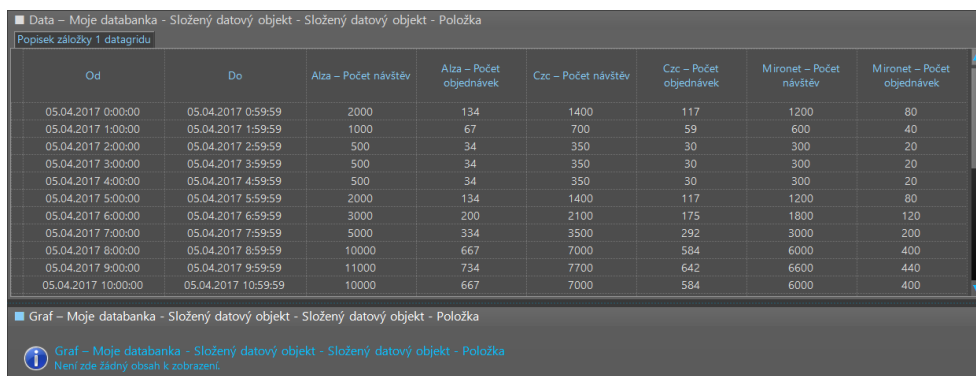 Data – Moje databanka - Složený datový objekt - Složený datový objekt - Položka
Popisek záložky 1 datagridu
Od Do Alza – Počet návštěv Alza – Počet objednávek Czc – Počet návštěv Czc – Počet objednávek Mironet – Počet návštěv Mironet – Počet objednávek
05.04.2017 0:00:00 05.04.2017 0:59:59 2000 134 1400 117 1200 80
05.04.2017 1:00:00 05.04.2017 1:59:59 1000 67 700 59 600 40
05.04.2017 2:00:00 05.04.2017 2:59:59 500 34 350 30 300 20
05.04.2017 3:00:00 05.04.2017 3:59:59 500 34 350 30 300 20
05.04.2017 4:00:00 05.04.2017 4:59:59 500 34 350 30 300 20
05.04.2017 5:00:00 05.04.2017 5:59:59 2000 134 1400 117 1200 80
05.04.2017 6:00:00 05.04.2017 6:59:59 3000 200 2100 175 1800 120
05.04.2017 7:00:00 05.04.2017 7:59:59 5000 334 3500 292 3000 200
05.04.2017 8:00:00 05.04.2017 8:59:59 10000 667 7000 584 6000 400
05.04.2017 9:00:00 05.04.2017 9:59:59 11000 734 7700 642 6600 440
05.04.2017 10:00:00 05.04.2017 10:59:59 10000 667 7000 584 6000 400
Graf – Moje databanka - Složený datový objekt - Složený datový objekt - Položka
Graf – Moje databanka - Složený datový objekt - Složený datový objekt - Položka
Není zde žádný obsah k zobrazení.